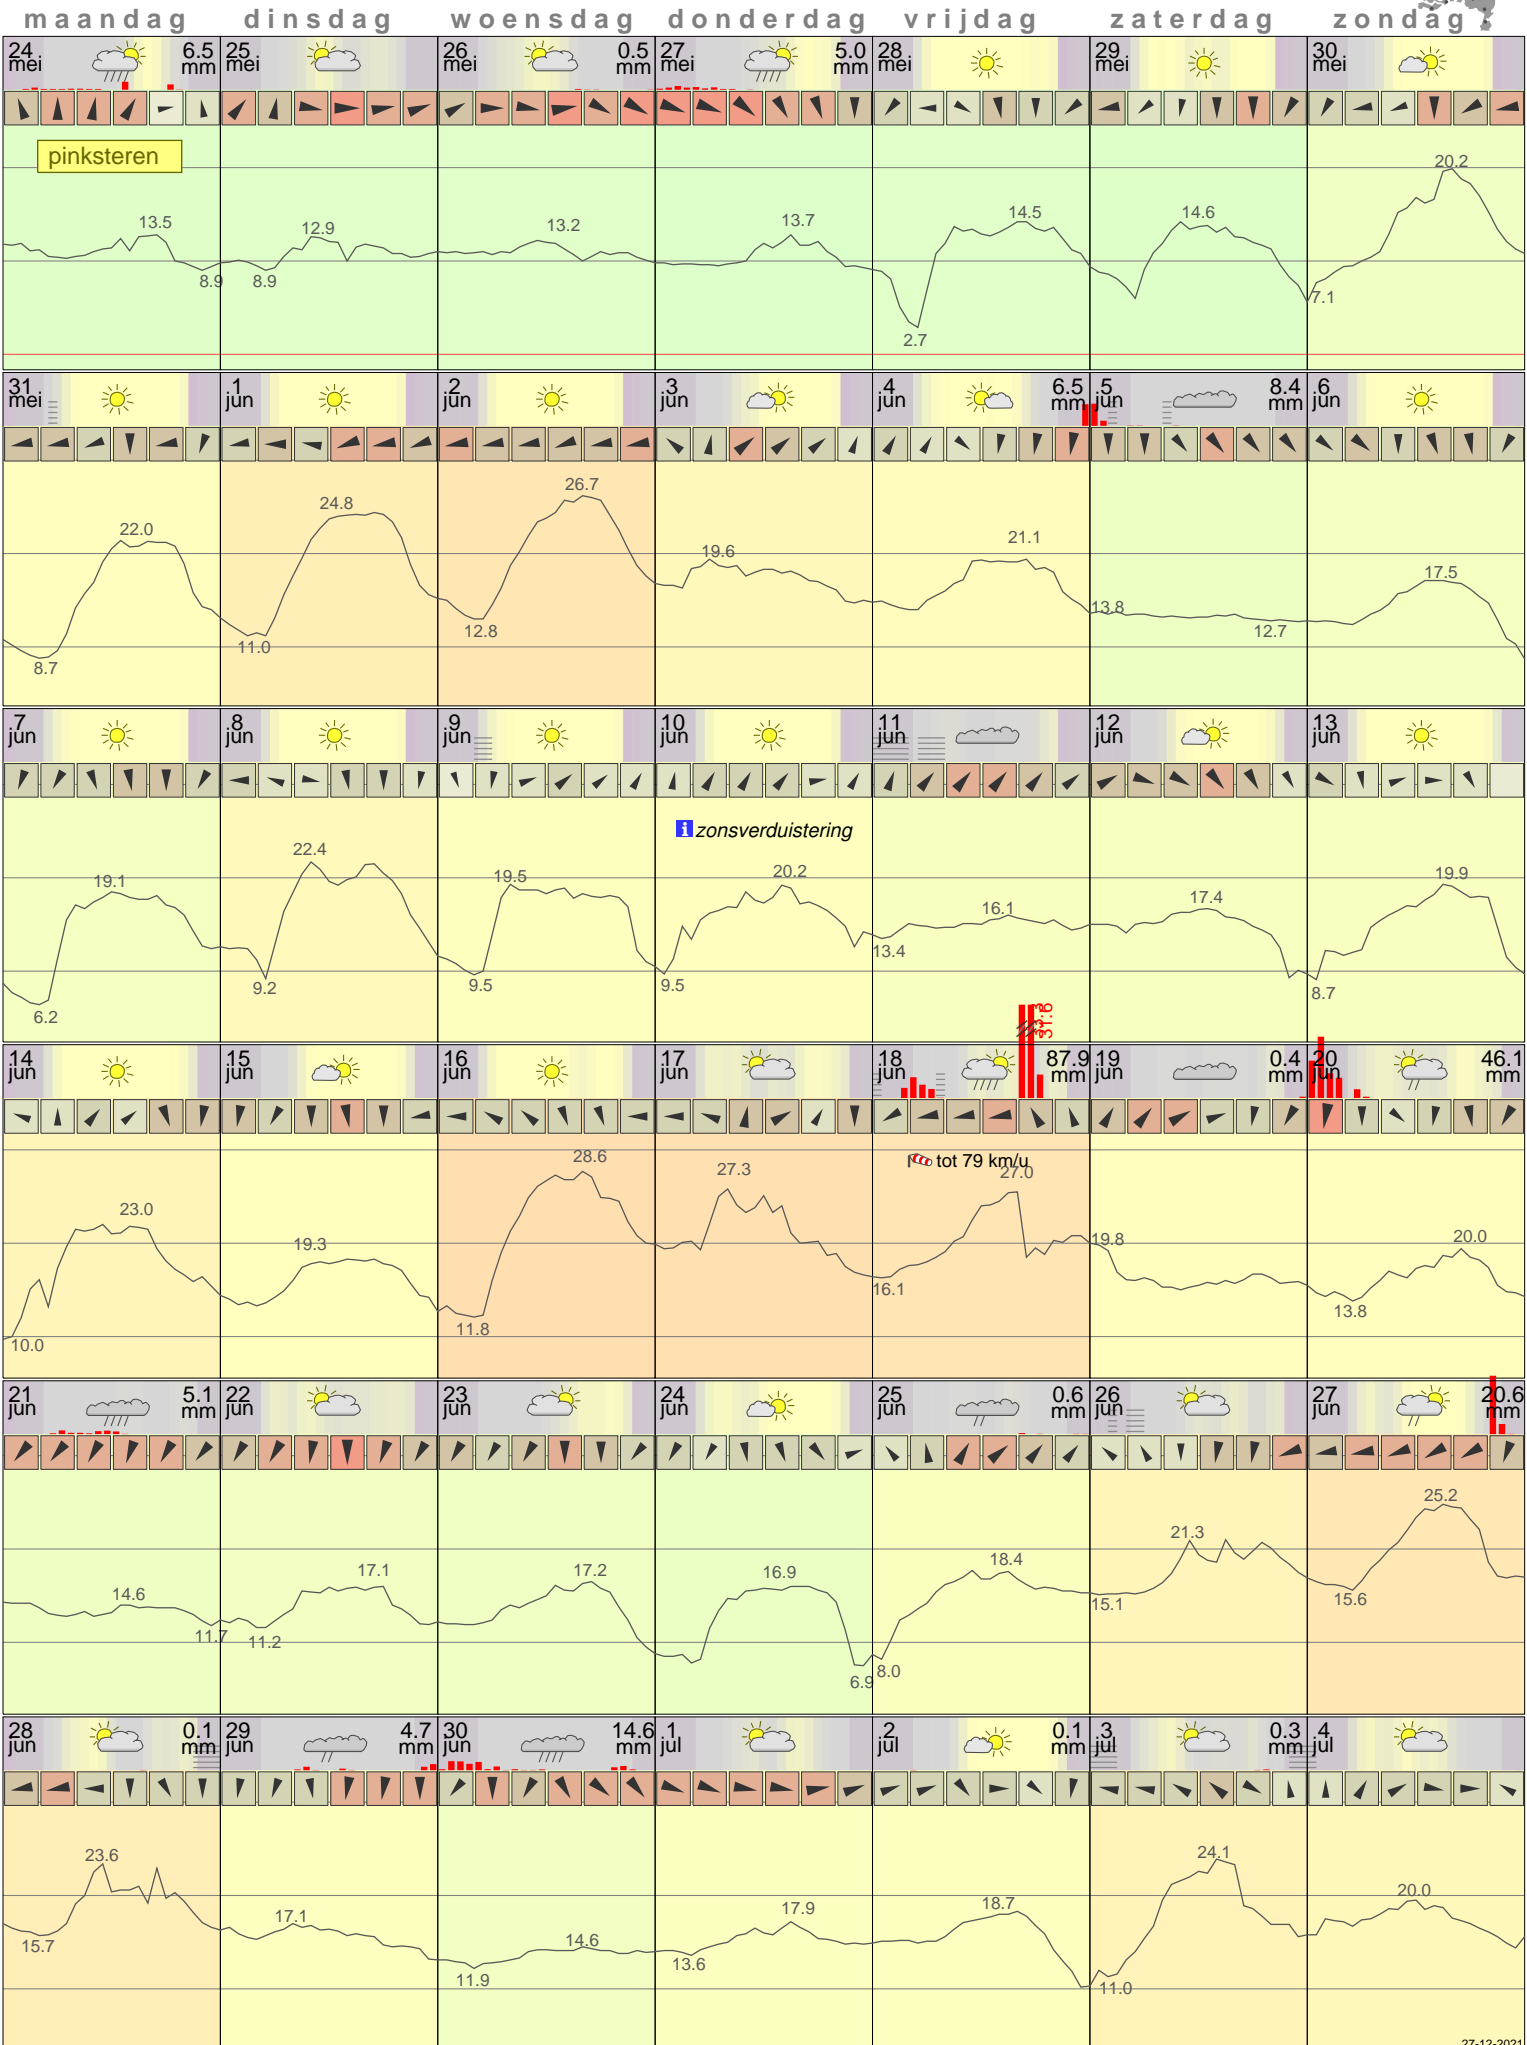 maandag dinsdag woensdag donderdag vrijdag zaterdag zondag
24 mei 6.5 mm 25 mei 26 mei 0.5 mm 27 mei 5.0 mm 28 mei 29 mei 30 mei
pinksteren
13.5 8.9 8.9 12.9 13.2 13.7 2.7 14.5 14.6 7.1 20.2
31 mei .1 jun .2 jun .3 jun .4 jun 6.5 mm .5 jun 8.4 mm .6 jun
8.7 22.0 11.0 24.8 12.8 26.7 19.6 21.1 13.8 12.7 17.5
.7 jun .8 jun .9 jun 10 jun 11 jun 12 jun 13 jun
i zonsverduistering
6.2 19.1 9.2 22.4 9.5 19.5 9.5 20.2 13.4 16.1 17.4 8.7 19.9
31.6
14 jun 15 jun 16 jun 17 jun 18 jun 87.9 mm 19 jun 0.4 mm 20 jun 46.1 mm
tot 79 km/u
10.0 23.0 19.3 11.8 28.6 27.3 16.1 27.0 19.8 13.8 20.0
21 jun 5.1 mm 22 jun 23 jun 24 jun 25 jun 0.6 mm 26 jun 27 jun 20.6 mm
14.6 11.7 11.2 17.1 17.2 16.9 6.9 8.0 18.4 15.1 21.3 15.6 25.2
28 jun 0.1 mm 29 jun 4.7 mm 30 jun 14.6 mm .1 jul .2 jul 0.1 mm .3 jul 0.3 mm .4 jul
15.7 23.6 17.1 11.9 14.6 13.6 17.9 18.7 11.0 24.1 20.0
27-12-2021